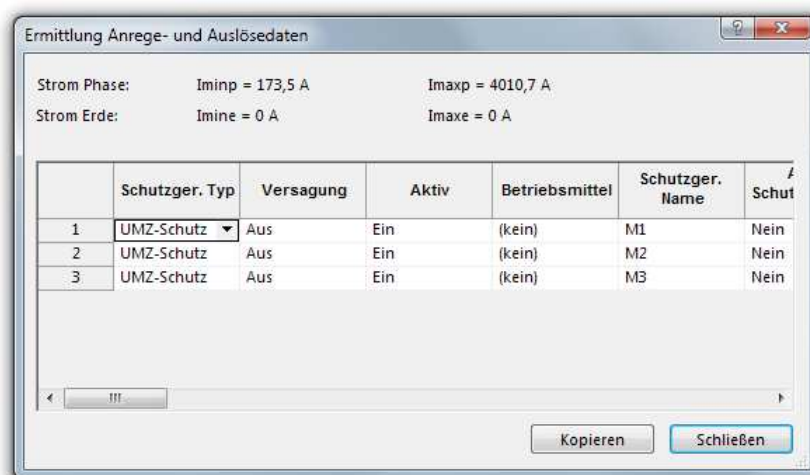 Ermittlung Anrege- und Auslösedaten
Strom Phase: Iminp = 173,5 A Imaxp = 4010,7 A
Strom Erde: Imine = 0 A Imaxe = 0 A
Schutzger. Typ Versagung Aktiv Betriebsmittel Schutzger. Name Schut
1 UMZ-Schutz Aus Ein (kein) M1 Nein
2 UMZ-Schutz Aus Ein (kein) M2 Nein
3 UMZ-Schutz Aus Ein (kein) M3 Nein
Kopieren Schließen